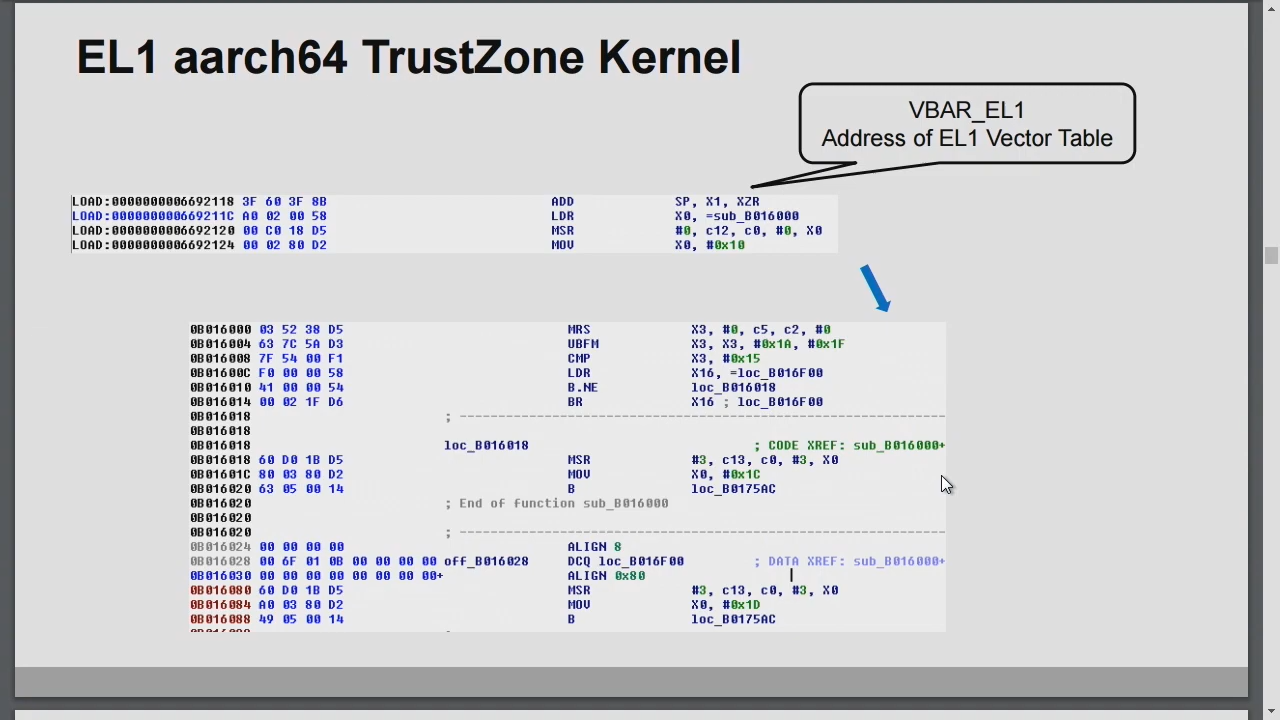 EL1 aarch64 TrustZone Kernel
VBAR_EL1
Address of EL1 Vector Table
LOAD:0000000006692118 3F 60 3F 8B ADD SP, X1, XZR
LOAD:000000000669211C A0 02 00 58 LDR X0, =sub_B016000
LOAD:0000000006692120 00 C0 18 D5 MSR #0, c12, c0, #0, X0
LOAD:0000000006692124 00 02 80 D2 MOV X0, #0x10
0B016000 03 52 38 D5 MRS X3, #0, c5, c2, #0
0B016004 63 7C 5A D3 UBFM X3, X3, #0x1A, #0x1F
0B016008 7F 54 00 F1 CMP X3, #0x15
0B01600C F0 00 00 58 LDR X16, =loc_B016F00
0B016010 41 00 00 54 B.NE loc_B016018
0B016014 00 02 1F D6 BR X16 ; loc_B016F00
0B016018 ; ---------------------------------------------------------------------
0B016018
0B016018 loc_B016018 ; CODE XREF: sub_B016000+
0B016018 60 D0 1B D5 MSR #3, c13, c0, #3, X0
0B01601C 80 03 80 D2 MOV X0, #0x1C
0B016020 63 05 00 14 B loc_B0175AC
0B016020 ; End of function sub_B016000
0B016020
0B016020 ; ---------------------------------------------------------------------
0B016024 00 00 00 00 ALIGN 8
0B016028 00 6F 01 0B 00 00 00 00 off_B016028 DCQ loc_B016F00 ; DATA XREF: sub_B016000+
0B016030 00 00 00 00 00 00 00 00+ ALIGN 0x80
0B016080 60 D0 1B D5 MSR #3, c13, c0, #3, X0
0B016084 A0 03 80 D2 MOV X0, #0x1D
0B016088 49 05 00 14 B loc_B0175AC